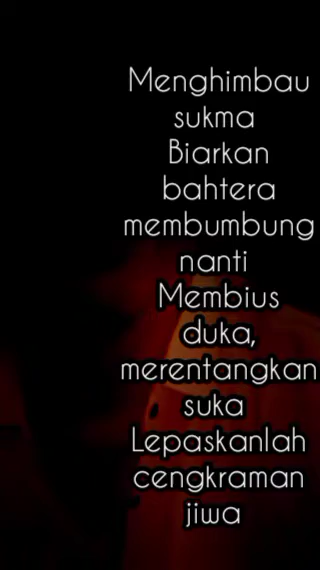 Menghimbau
sukma
Biarkan
bahtera
membumbung
nanti
Membius
duka,
merentangkan
suka
Lepaskanlah
cengkraman
jiwa